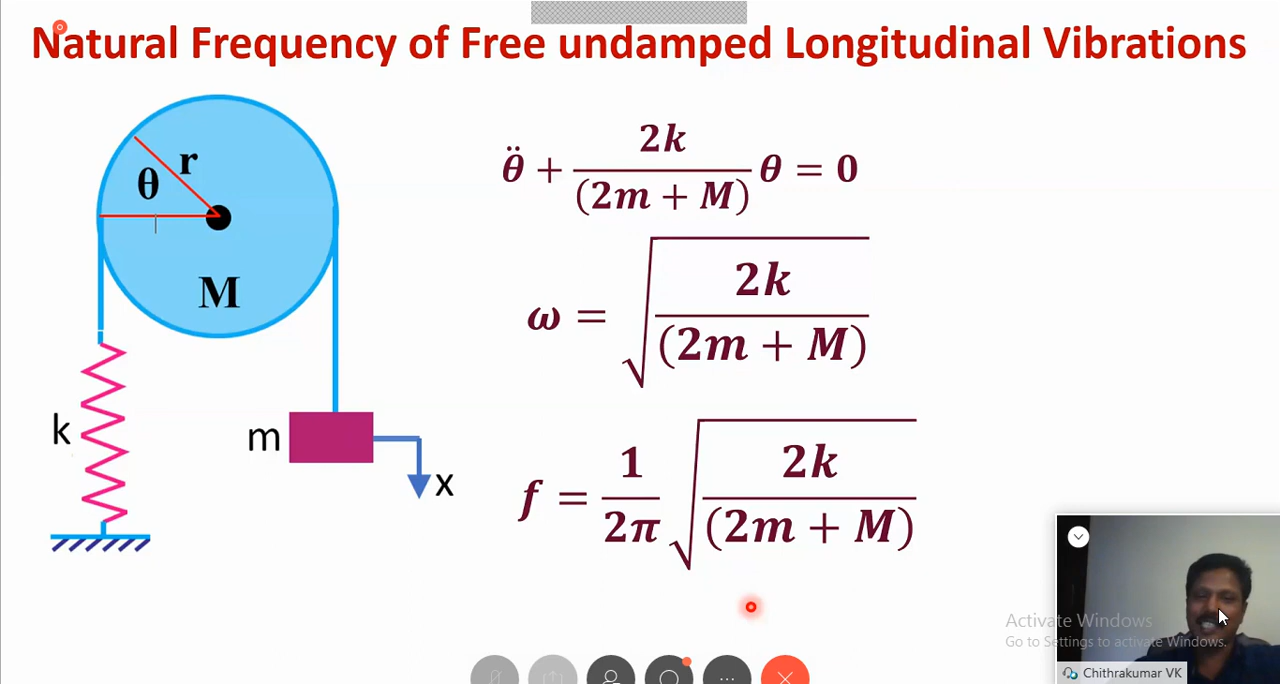 Natural Frequency of Free undamped Longitudinal Vibrations
r
θ
M
k
m
x
θ̈ + 2k/(2m + M) θ = 0
ω = √(2k/(2m + M))
f = 1/2π √(2k/(2m + M))
Activate Windows
Go to Settings to activate Windows.
Chithrakumar VK